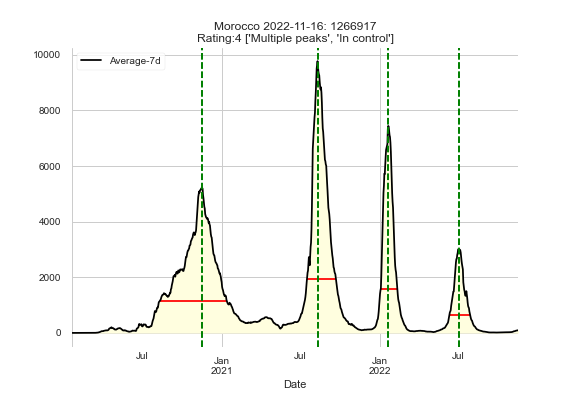 Morocco 2022-11-16: 1266917
Rating:4 ['Multiple peaks', 'In control']
Average-7d
10000
8000
6000
4000
2000
0
Jul
Jan
2021
Jul
Jan
2022
Jul
Date